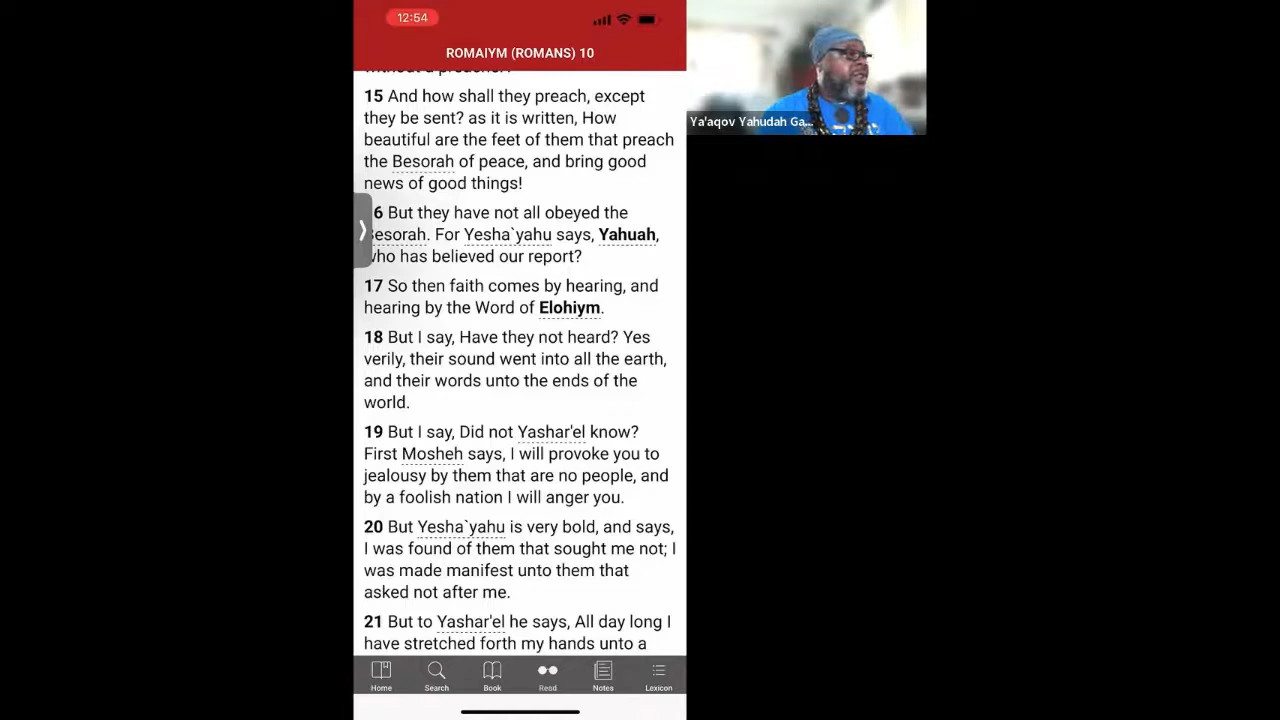 12:54
ROMAIYM (ROMANS) 10
15 And how shall they preach, except
they be sent? as it is written, How
beautiful are the feet of them that preach
the Besorah of peace, and bring good
news of good things!
6 But they have not all obeyed the
Besorah. For Yesha`yahu says, Yahuah,
who has believed our report?
17 So then faith comes by hearing, and
hearing by the Word of Elohiym.
18 But I say, Have they not heard? Yes
verily, their sound went into all the earth,
and their words unto the ends of the
world.
19 But I say, Did not Yashar'el know?
First Mosheh says, I will provoke you to
jealousy by them that are no people, and
by a foolish nation I will anger you.
20 But Yesha`yahu is very bold, and says,
I was found of them that sought me not; I
was made manifest unto them that
asked not after me.
21 But to Yashar'el he says, All day long I
have stretched forth my hands unto a
Home Search Book Read Notes Lexicon
Ya'aqov Yahudah Ga...